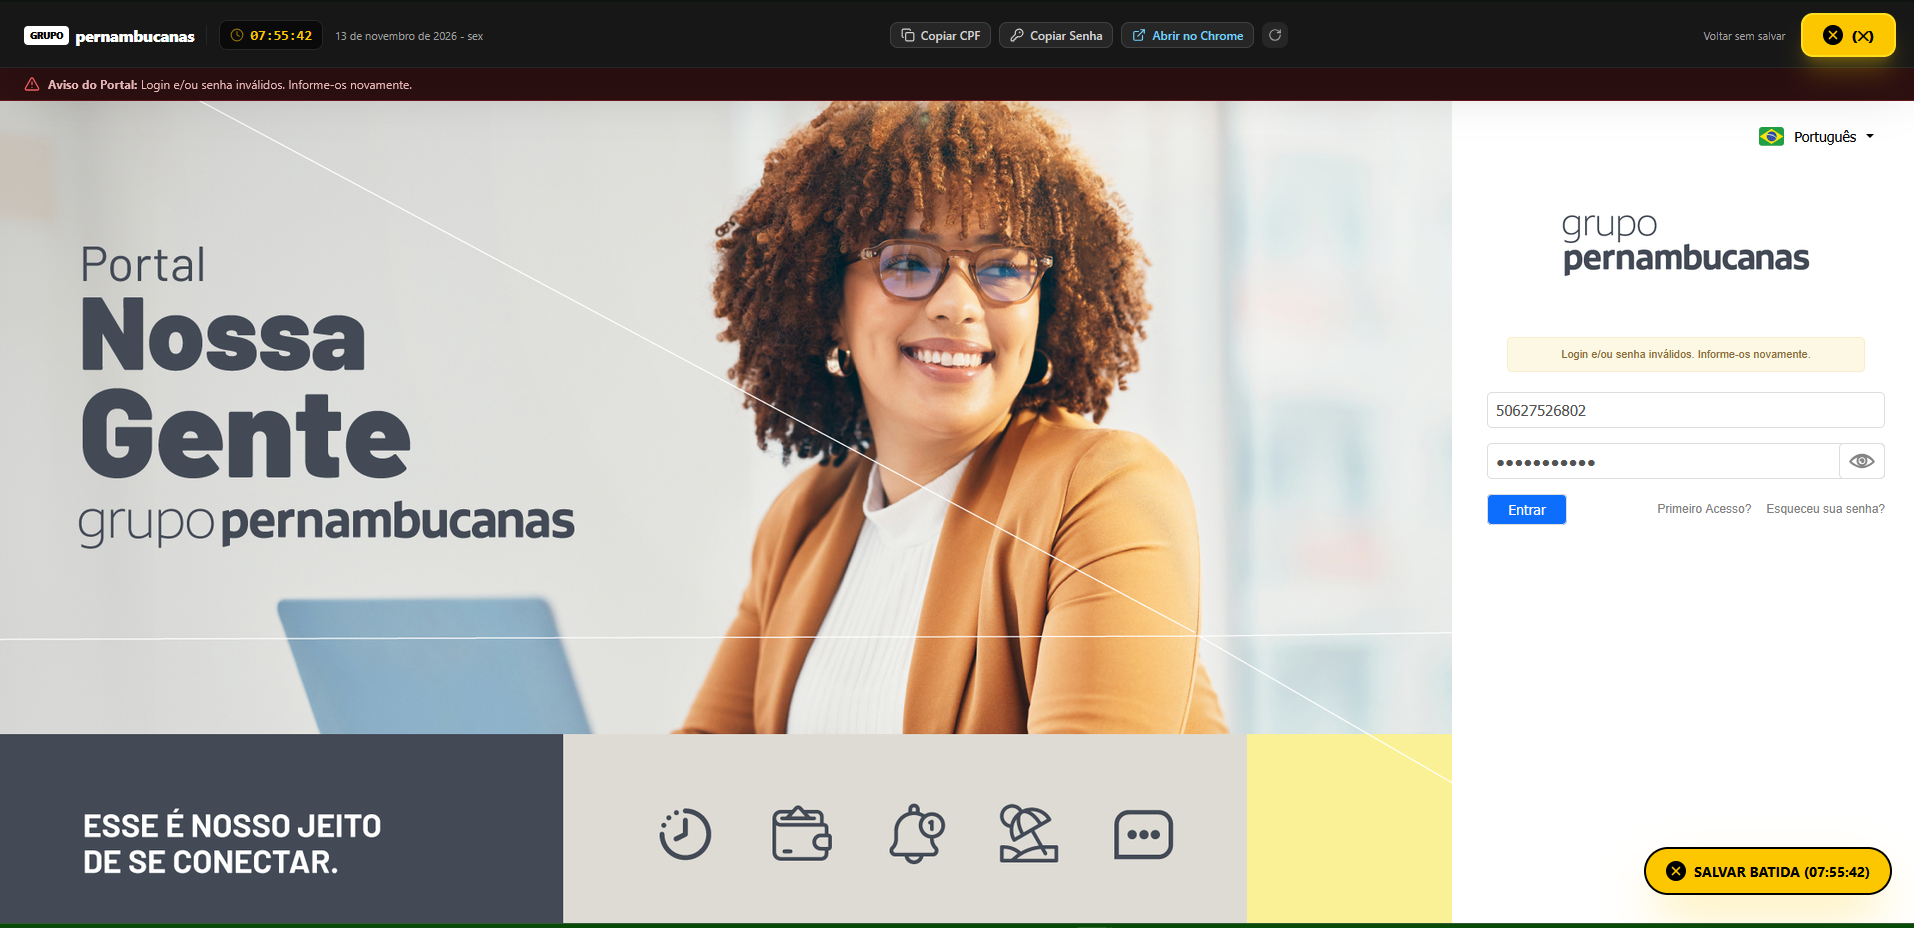 GRUPO pernambucanas
07:55:42
13 de novembro de 2026 - sex
Copiar CPF
Copiar Senha
Abrir no Chrome
Voltar sem salvar
(X)
Aviso do Portal: Login e/ou senha inválidos. Informe-os novamente.
Português
Portal
Nossa
Gente
grupo pernambucanas
grupo
pernambucanas
Login e/ou senha inválidos. Informe-os novamente.
50627526802
•••••••••••
Entrar
Primeiro Acesso?
Esqueceu sua senha?
ESSE É NOSSO JEITO
DE SE CONECTAR.
1
SALVAR BATIDA (07:55:42)